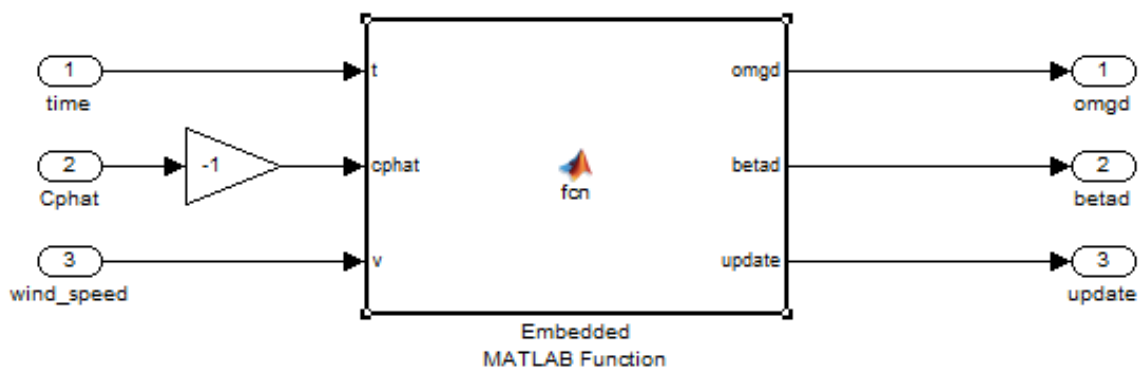 1
t
omgd
1
time
omgd
2
-1
cphat
fcn
betad
2
Cphat
betad
3
v
update
3
wind_speed
update
Embedded
MATLAB Function